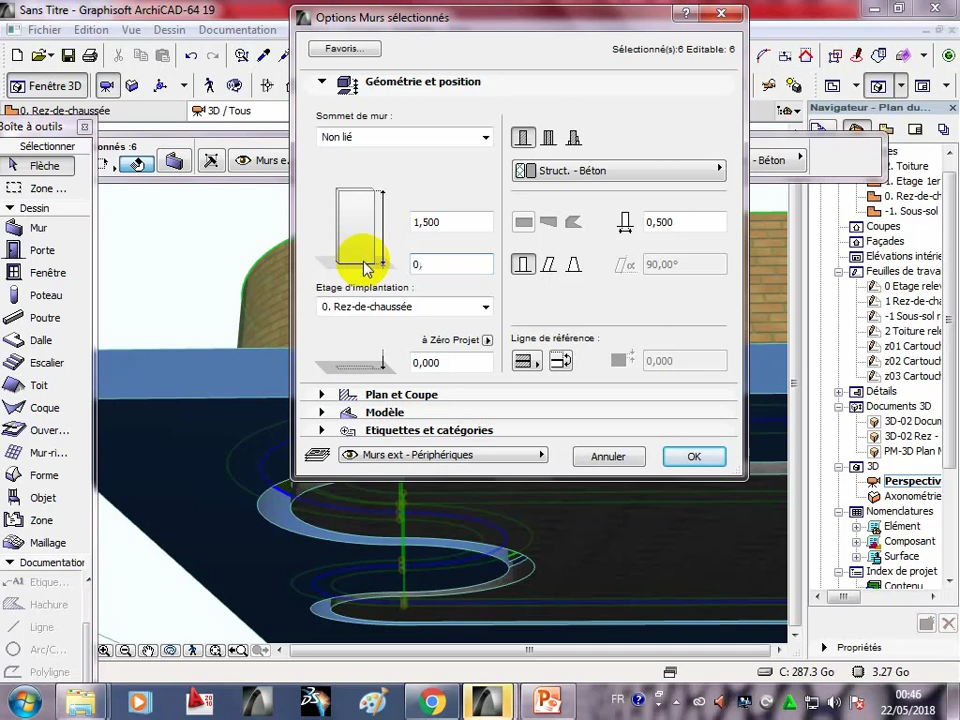 Sans Titre - Graphisoft ArchiCAD-64 19
Fichier
Edition
Vue
Dessin
Documentation
Fenêtre 3D
0. Rez-de-chaussée
3D / Tous
Boîte à outils
Sélectionner
Flèche
Zone ...
Dessin
Mur
Porte
Fenêtre
Poteau
Poutre
Dalle
Escalier
Toit
Coque
Ouver...
Mur-ri...
Forme
Objet
Zone
Maillage
Documentation
Etique...
Hachure
Ligne
Arc/C...
Polyligne
onnés :6
Murs e
Options Murs sélectionnés
Favoris...
Sélectionné(s):6 Editable: 6
Géométrie et position
Sommet de mur :
Non lié
Struct. - Béton
1,500
0,500
0,
90,00°
Etage d'implantation :
0. Rez-de-chaussée
à Zéro Projet
Ligne de référence :
0,000
0,000
Plan et Coupe
Modèle
Etiquettes et catégories
Murs ext - Périphériques
Annuler
OK
- Béton
Navigateur - Plan du...
2. Toiture
1. Etage 1er
0. Rez-de-c
-1. Sous-sol
Coupes
Façades
Elévations intérie
Feuilles de travai
0 Etage relev
1 Rez-de-cha
-1 Sous-sol r
2 Toiture rele
z01 Cartouch
z02 Cartouch
z03 Cartouch
Détails
Documents 3D
3D-02 Docum
3D-02 Rez -
PM-3D Plan M
3D
Perspectiv
Axonométrie
Nomenclatures
Elément
Composant
Surface
Index de projet
Contenu
Propriétés
C: 287.3 Go
3.27 Go
FR
00:46
22/05/2018